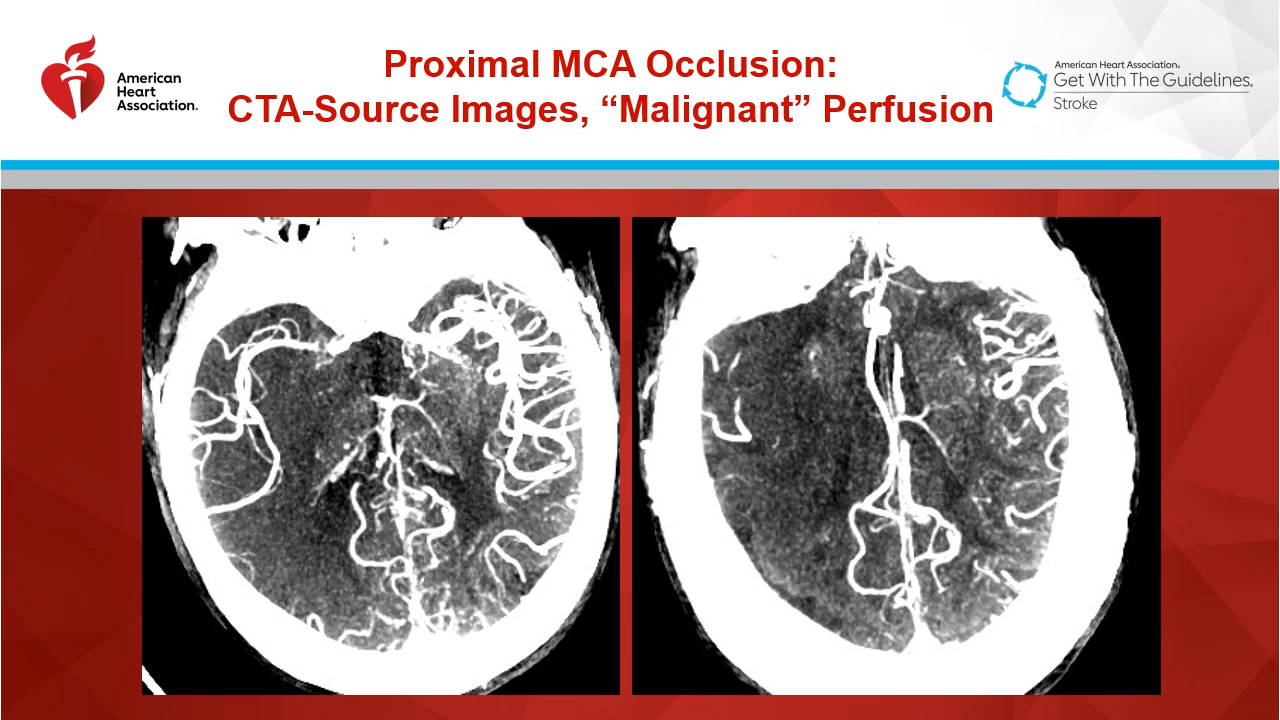 American
Heart
Association.
Proximal MCA Occlusion:
CTA-Source Images, “Malignant” Perfusion
American Heart Association.
Get With The Guidelines.
Stroke